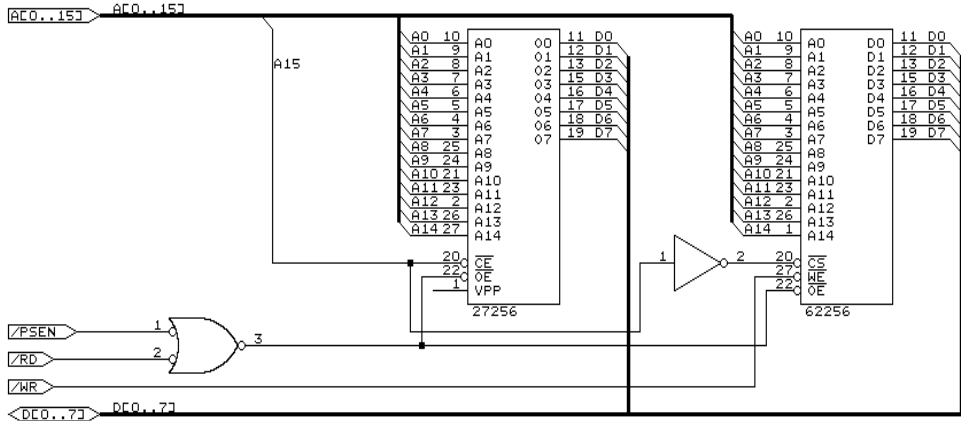 A[0..15] A[0..15]
A15
A0 10 A0 O0 11 D0
A1 9 A1 O1 12 D1
A2 8 A2 O2 13 D2
A3 7 A3 O3 15 D3
A4 6 A4 O4 16 D4
A5 5 A5 O5 17 D5
A6 4 A6 O6 18 D6
A7 3 A7 O7 19 D7
A8 25 A8
A9 24 A9
A10 21 A10
A11 23 A11
A12 2 A12
A13 26 A13
A14 27 A14
20 CE
22 OE
1 VPP
27256
A0 10 A0 D0 11 D0
A1 9 A1 D1 12 D1
A2 8 A2 D2 13 D2
A3 7 A3 D3 15 D3
A4 6 A4 D4 16 D4
A5 5 A5 D5 17 D5
A6 4 A6 D6 18 D6
A7 3 A7 D7 19 D7
A8 25 A8
A9 24 A9
A10 21 A10
A11 23 A11
A12 2 A12
A13 26 A13
A14 1 A14
1 2 20 CS
27 WE
22 OE
62256
/PSEN 1
3
/RD 2
/WR
D[0..7] D[0..7]